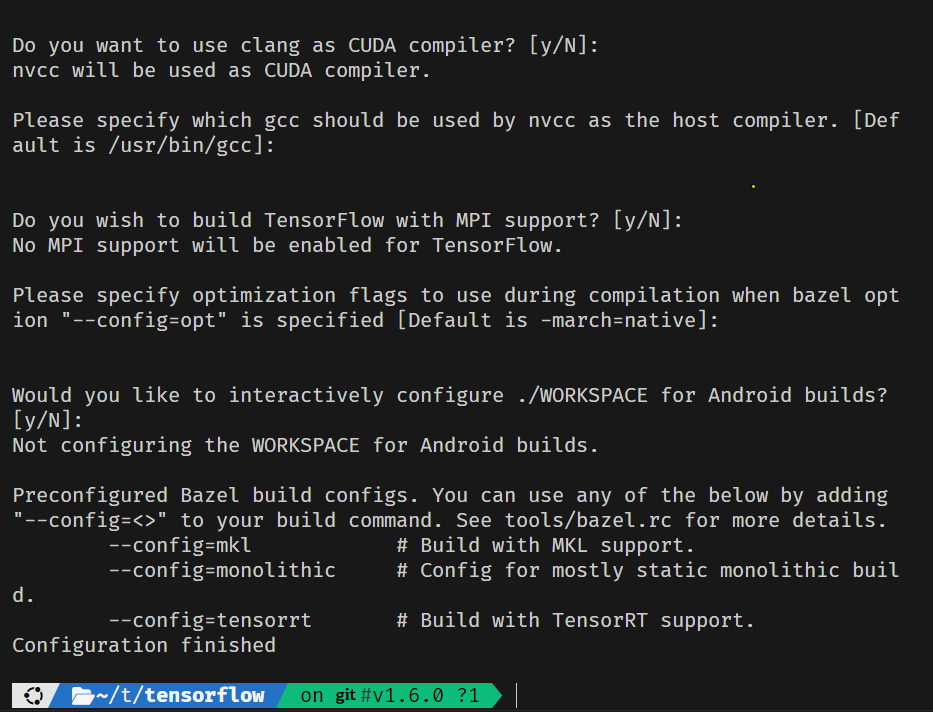 Do you want to use clang as CUDA compiler? [y/N]:
nvcc will be used as CUDA compiler.
Please specify which gcc should be used by nvcc as the host compiler. [Def
ault is /usr/bin/gcc]:
Do you wish to build TensorFlow with MPI support? [y/N]:
No MPI support will be enabled for TensorFlow.
Please specify optimization flags to use during compilation when bazel opt
ion "--config=opt" is specified [Default is -march=native]:
Would you like to interactively configure ./WORKSPACE for Android builds?
[y/N]:
Not configuring the WORKSPACE for Android builds.
Preconfigured Bazel build configs. You can use any of the below by adding
"--config=<>" to your build command. See tools/bazel.rc for more details.
--config=mkl # Build with MKL support.
--config=monolithic # Config for mostly static monolithic buil
d.
--config=tensorrt # Build with TensorRT support.
Configuration finished
~/t/tensorflow on git #v1.6.0 ?1